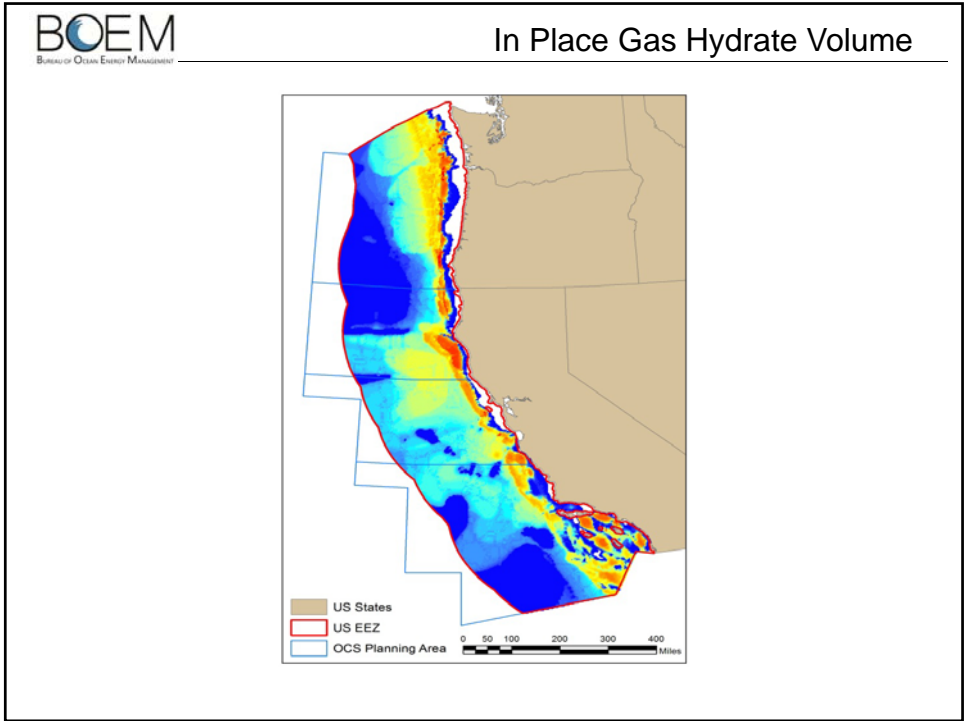 BOEM
BUREAU OF OCEAN ENERGY MANAGEMENT
In Place Gas Hydrate Volume
US States
US EEZ
OCS Planning Area
0 50 100 200 300 400
Miles